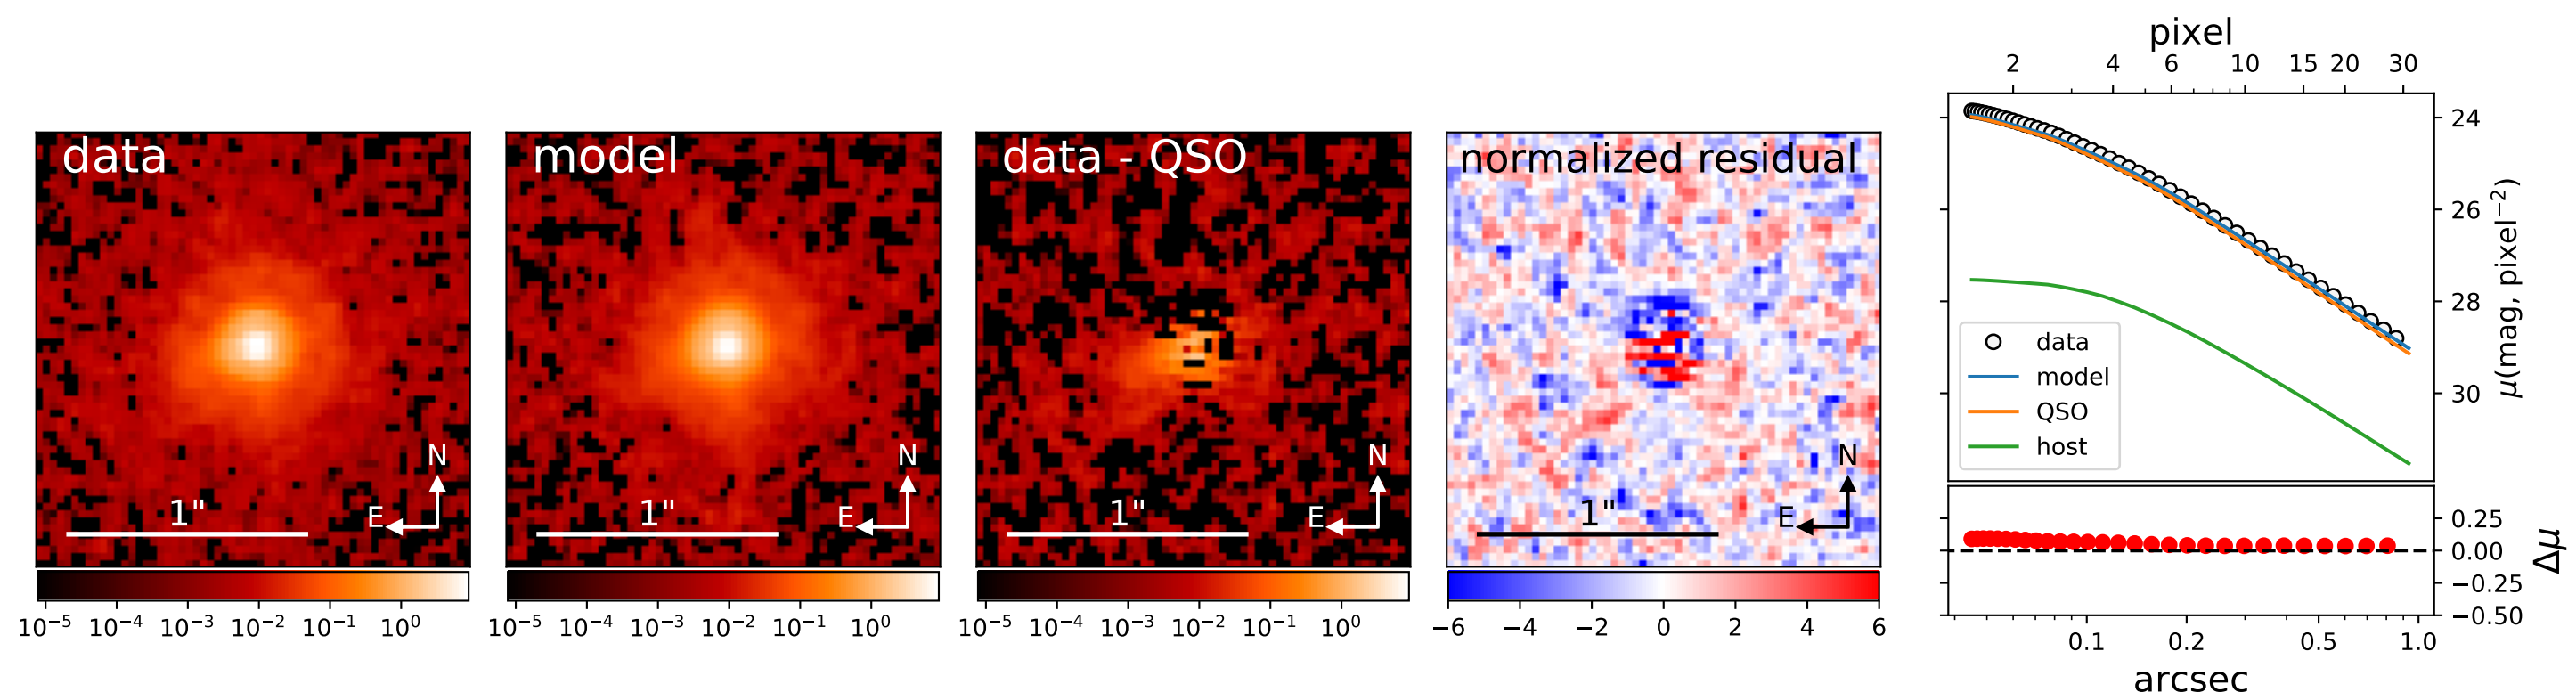 data
N
E
1"
10⁻⁵ 10⁻⁴ 10⁻³ 10⁻² 10⁻¹ 10⁰
model
N
E
1"
10⁻⁵ 10⁻⁴ 10⁻³ 10⁻² 10⁻¹ 10⁰
data - QSO
N
E
1"
10⁻⁵ 10⁻⁴ 10⁻³ 10⁻² 10⁻¹ 10⁰
normalized residual
N
E
1"
−6 −4 −2 0 2 4 6
pixel
2 4 6 10 15 20 30
24
26
28
30
μ(mag, pixel⁻²)
data
model
QSO
host
0.25
0.00
−0.25
−0.50
Δμ
0.1 0.2 0.5 1.0
arcsec